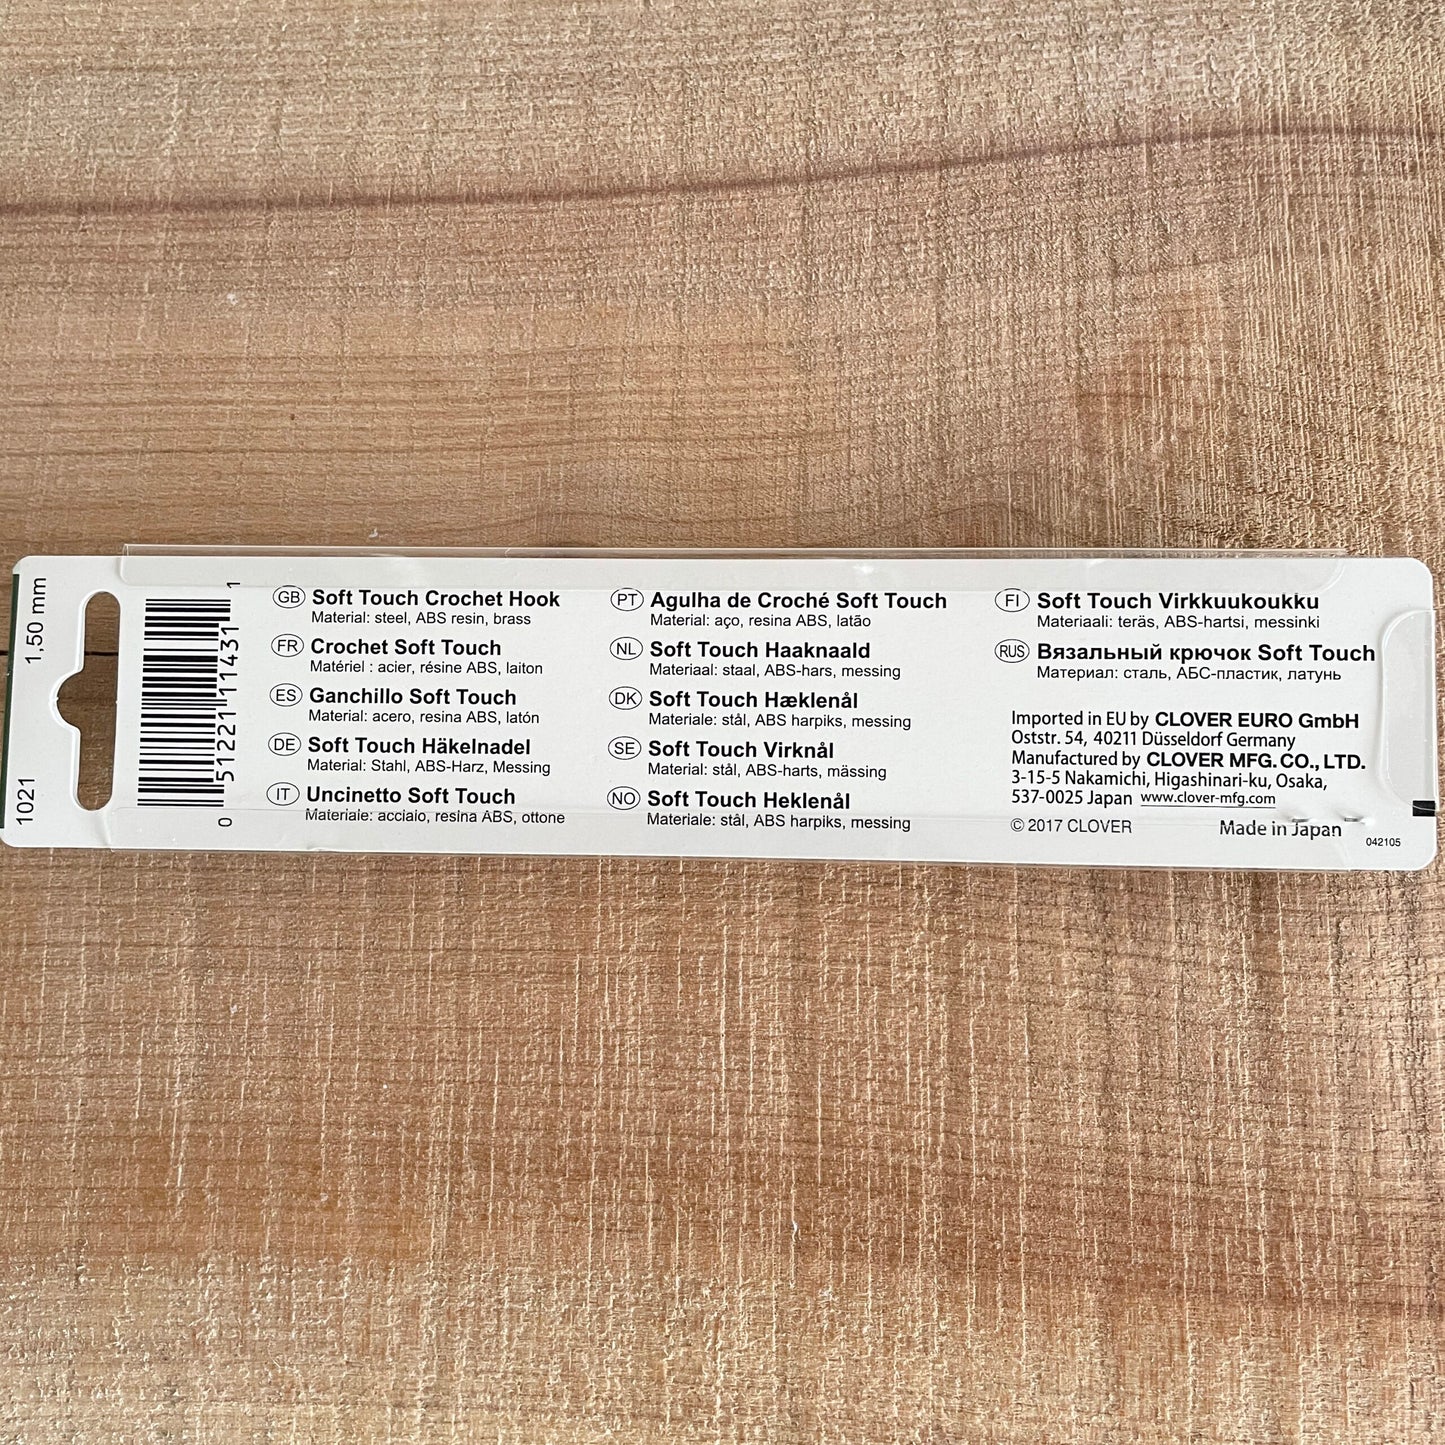 1,50 mm
1021
0 51221 11431 1
GB Soft Touch Crochet Hook
Material: steel, ABS resin, brass
FR Crochet Soft Touch
Matériel : acier, résine ABS, laiton
ES Ganchillo Soft Touch
Material: acero, resina ABS, latón
DE Soft Touch Häkelnadel
Material: Stahl, ABS-Harz, Messing
IT Uncinetto Soft Touch
Materiale: acciaio, resina ABS, ottone
PT Agulha de Croché Soft Touch
Material: aço, resina ABS, latão
NL Soft Touch Haaknaald
Materiaal: staal, ABS-hars, messing
DK Soft Touch Hæklenål
Materiale: stål, ABS harpiks, messing
SE Soft Touch Virknål
Material: stål, ABS-harts, mässing
NO Soft Touch Heklenål
Materiale: stål, ABS harpiks, messing
FI Soft Touch Virkkuukoukku
Materiaali: teräs, ABS-hartsi, messinki
RUS Вязальный крючок Soft Touch
Материал: сталь, АБС-пластик, латунь
Imported in EU by CLOVER EURO GmbH
Oststr. 54, 40211 Düsseldorf Germany
Manufactured by CLOVER MFG. CO., LTD.
3-15-5 Nakamichi, Higashinari-ku, Osaka,
537-0025 Japan www.clover-mfg.com
© 2017 CLOVER Made in Japan
042105